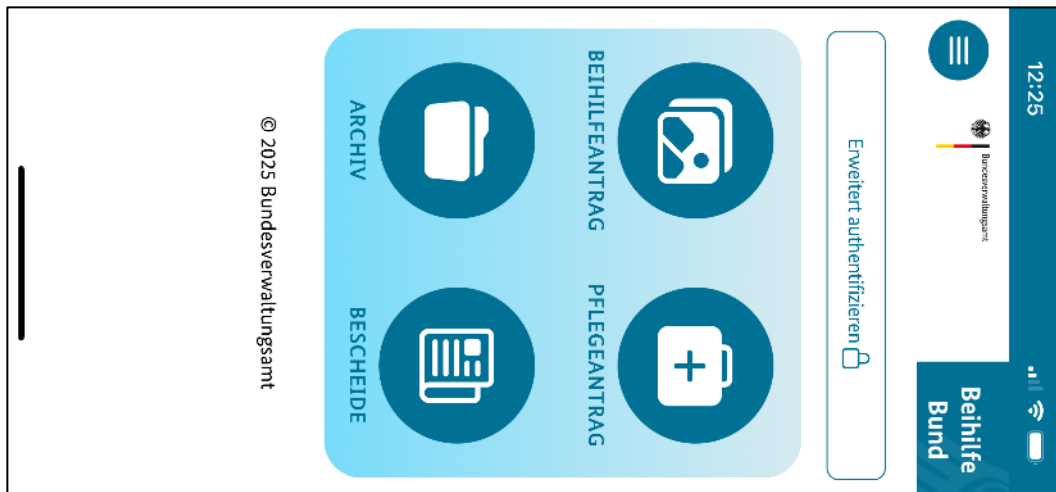 12:25
Bundesverwaltungsamt
Beihilfe
Bund
Erweitert authentifizieren
BEIHILFEANTRAG
PFLEGEANTRAG
ARCHIV
BESCHEIDE
© 2025 Bundesverwaltungsamt